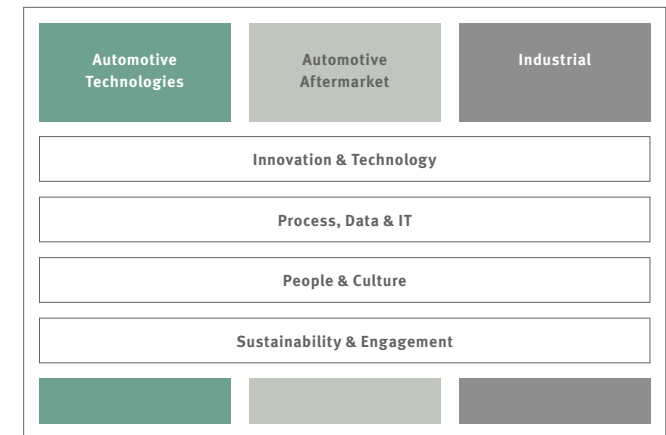 Automotive
Technologies
Automotive
Aftermarket
Industrial
Innovation & Technology
Process, Data & IT
People & Culture
Sustainability & Engagement